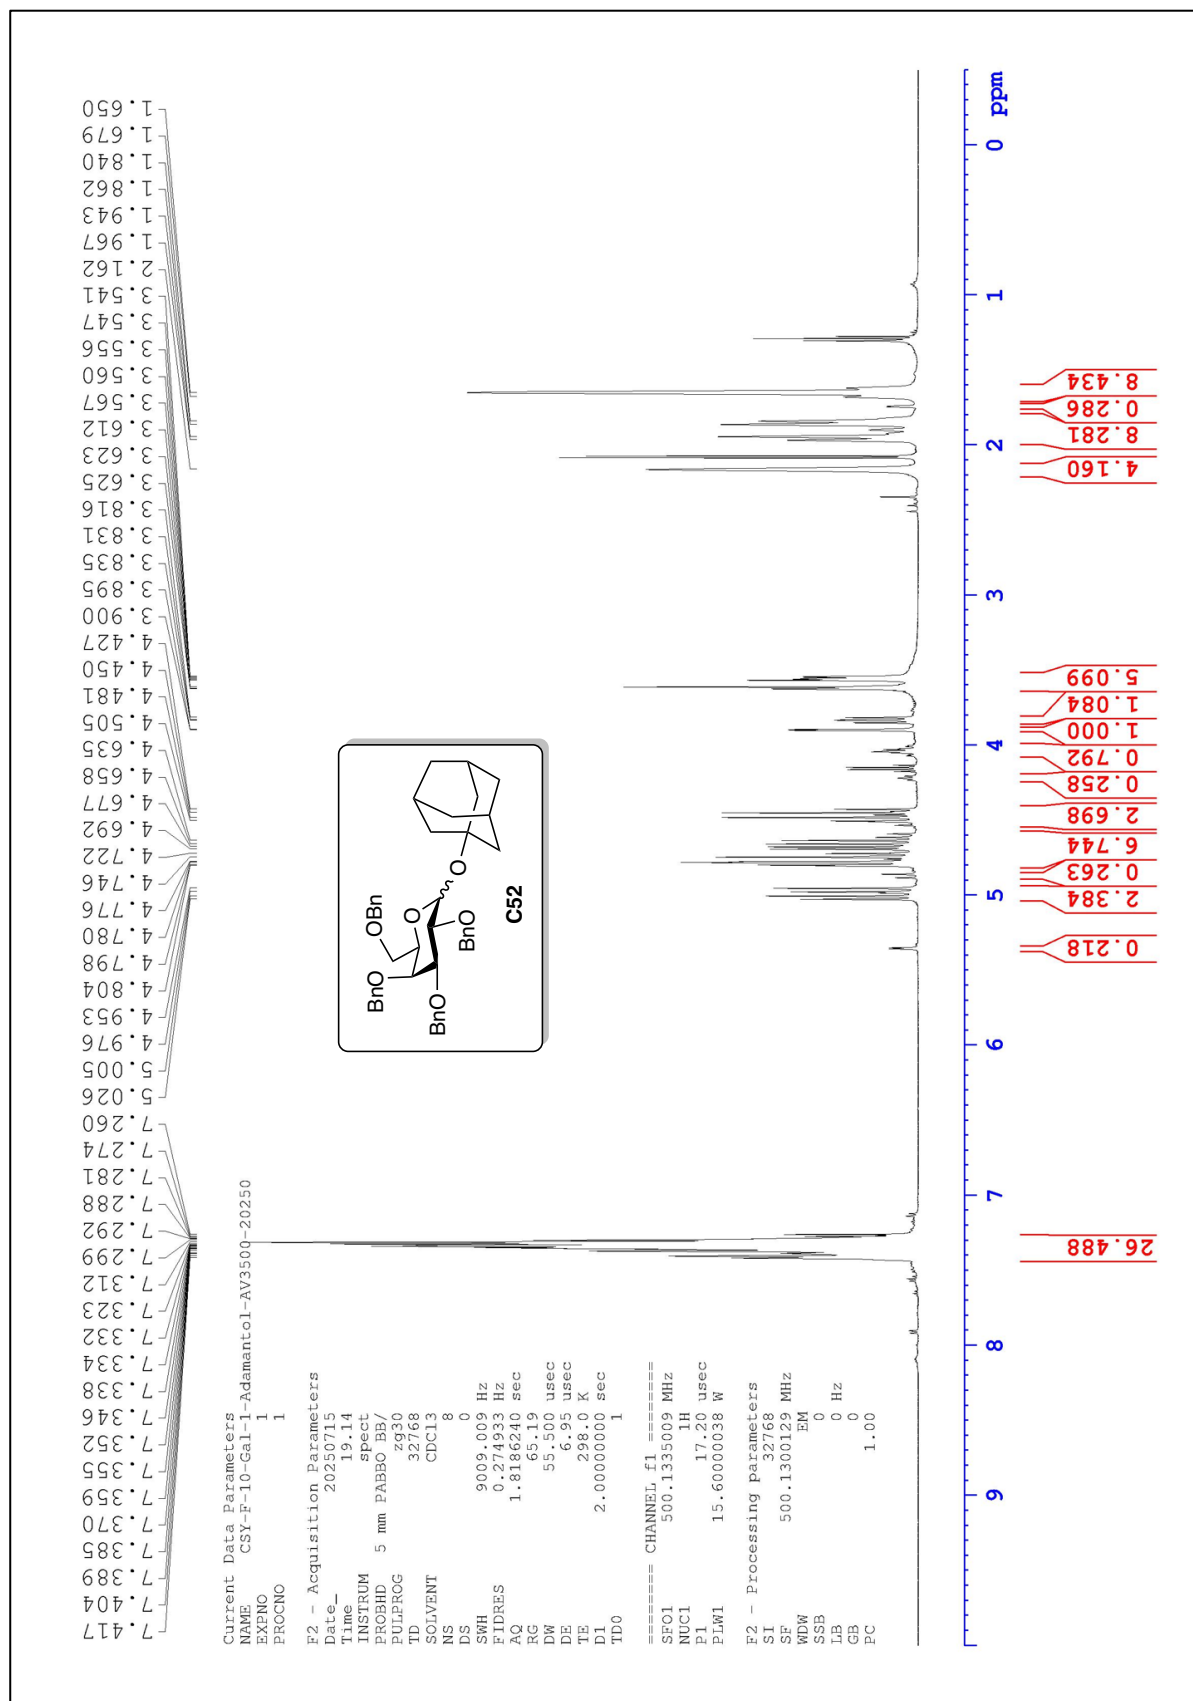 7.417
7.404
7.389
7.385
7.370
7.359
7.355
7.352
7.346
7.338
7.334
7.332
7.323
7.312
7.299
7.292
7.288
7.281
7.274
7.260
5.026
5.005
4.976
4.953
4.804
4.798
4.780
4.776
4.746
4.722
4.692
4.677
4.658
4.635
4.505
4.481
4.450
4.427
3.900
3.895
3.835
3.831
3.816
3.625
3.623
3.612
3.567
3.560
3.556
3.547
3.541
2.162
1.967
1.943
1.862
1.840
1.679
1.650
Current Data Parameters
NAME CSY-F-10-Gal-1-Adamantol-AV3500-20250
EXPNO 1
PROCNO 1
F2 - Acquisition Parameters
Date_ 20250715
Time 19.14
INSTRUM spect
PROBHD 5 mm PABBO BB/
PULPROG zg30
TD 32768
SOLVENT CDCl3
NS 8
DS 0
SWH 9009.009 Hz
FIDRES 0.274933 Hz
AQ 1.8186240 sec
RG 65.19
DW 55.500 usec
DE 6.95 usec
TE 298.0 K
D1 2.00000000 sec
TD0 1
======== CHANNEL f1 ========
SFO1 500.1335009 MHz
NUC1 1H
P1 17.20 usec
PLW1 15.60000038 W
F2 - Processing parameters
SI 32768
SF 500.1300129 MHz
WDW EM
SSB 0
LB 0 Hz
GB 0
PC 1.00
BnO
OBn
O
BnO
BnO
O
C52
9
8
7
6
5
4
3
2
1
0 ppm
26.488
0.218
2.384
0.263
6.744
2.698
0.258
0.792
1.000
1.084
5.099
4.160
8.281
0.286
8.434